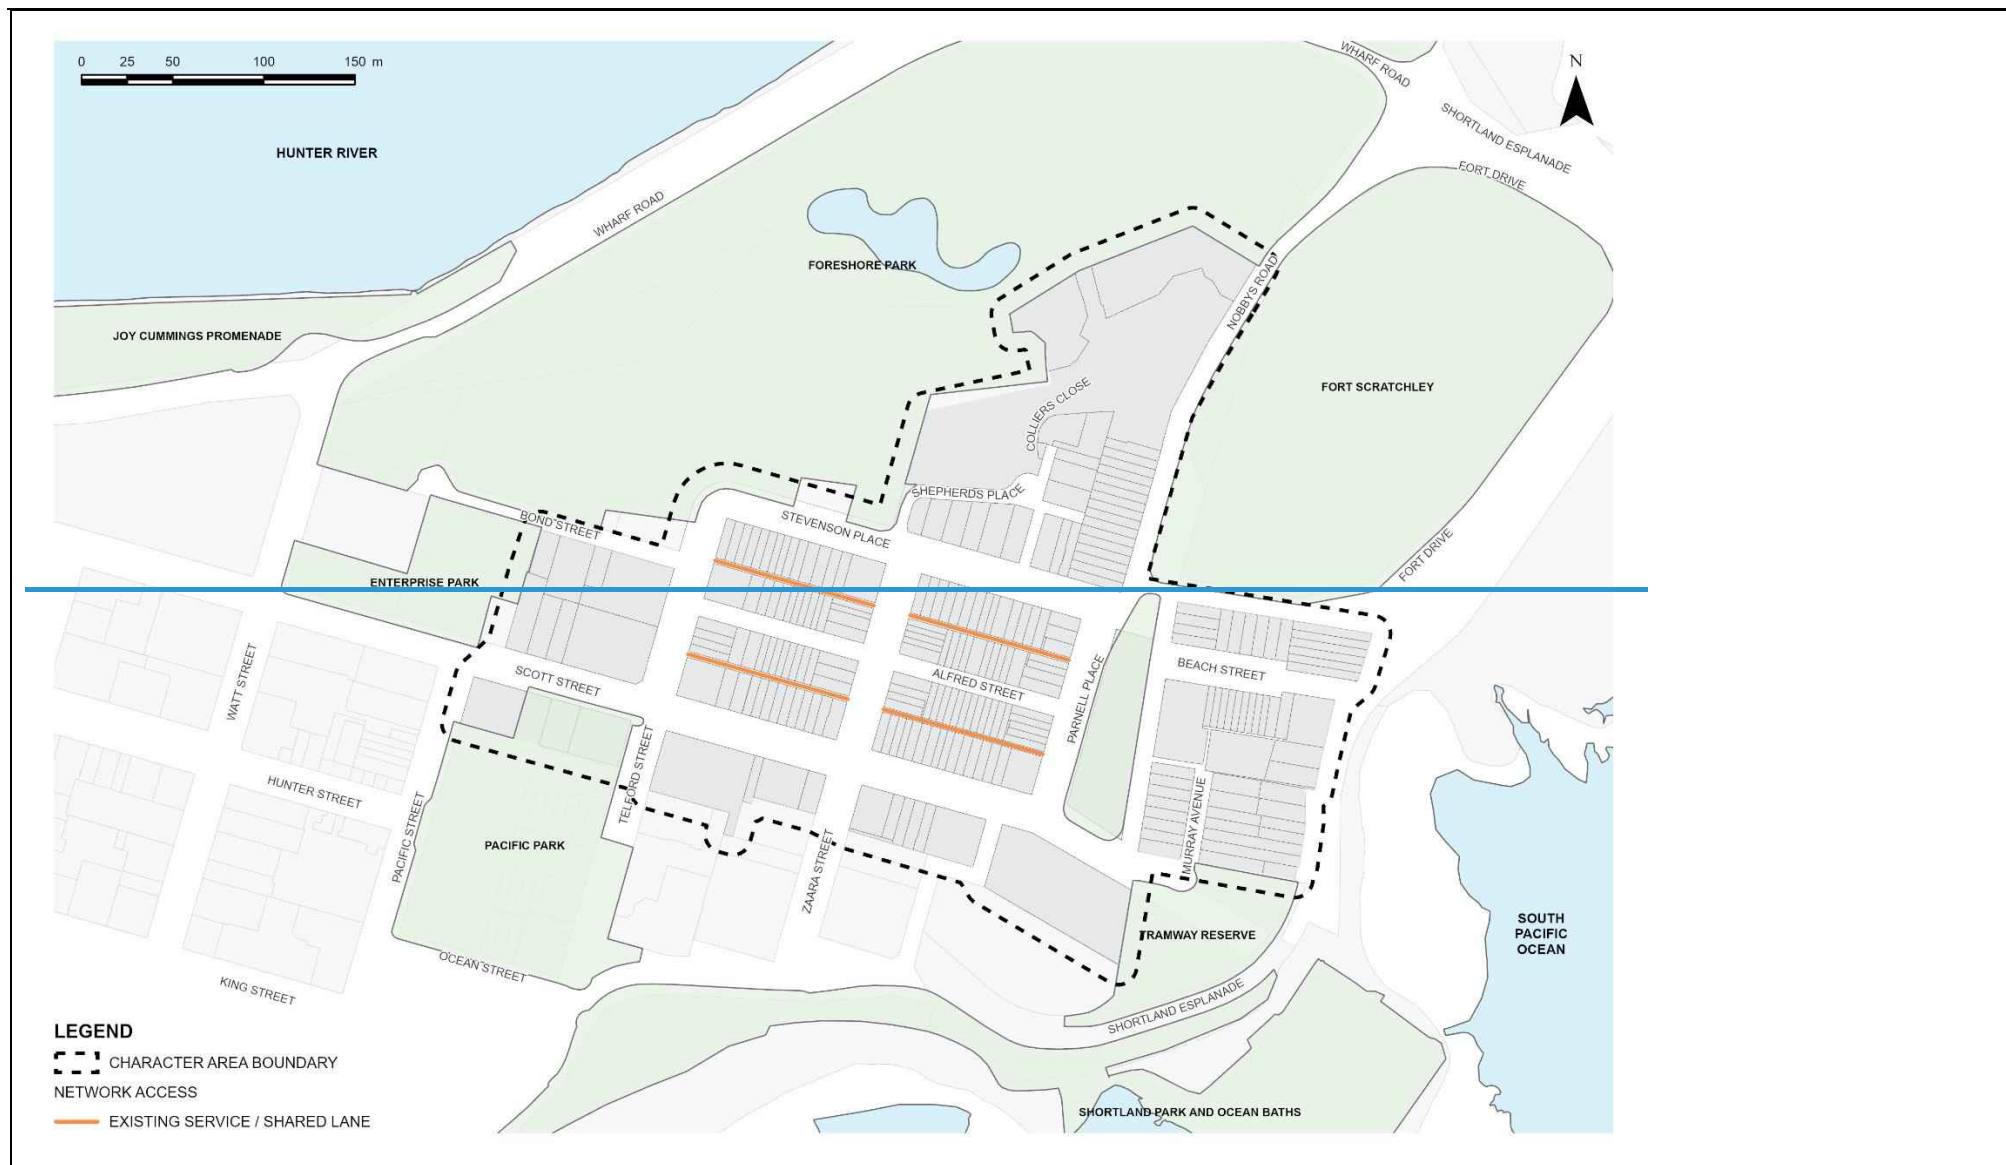 0 25 50 100 150 m
N
WHARF ROAD
SHORTLAND ESPLANADE
FORT DRIVE
HUNTER RIVER
WHARF ROAD
FORESHORE PARK
NOBBYS ROAD
JOY CUMMINGS PROMENADE
FORT SCRATCHLEY
COLLIERS CLOSE
SHEPHERDS PLACE
BOND STREET
STEVENSON PLACE
FORT DRIVE
ENTERPRISE PARK
WATT STREET
SCOTT STREET
ALFRED STREET
PARNELL PLACE
BEACH STREET
HUNTER STREET
PACIFIC STREET
TELFORD STREET
PACIFIC PARK
ZAARA STREET
MURRAY AVENUE
TRAMWAY RESERVE
SOUTH
PACIFIC
OCEAN
OCEAN STREET
KING STREET
SHORTLAND ESPLANADE
LEGEND
CHARACTER AREA BOUNDARY
NETWORK ACCESS
EXISTING SERVICE / SHARED LANE
SHORTLAND PARK AND OCEAN BATHS